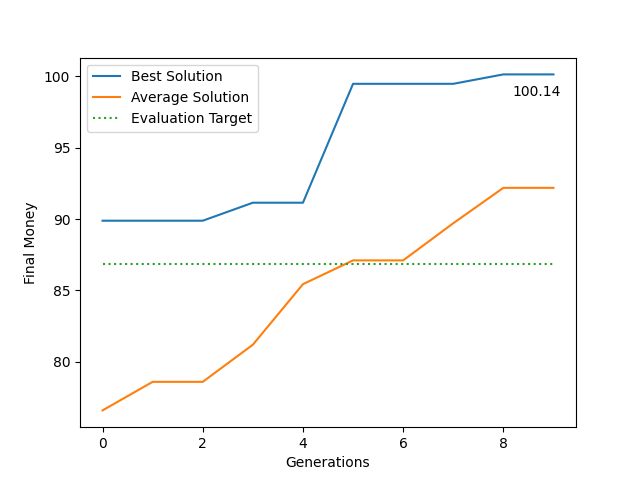 Best Solution
Average Solution
Evaluation Target
100.14
100
95
90
85
80
Final Money
0 2 4 6 8
Generations